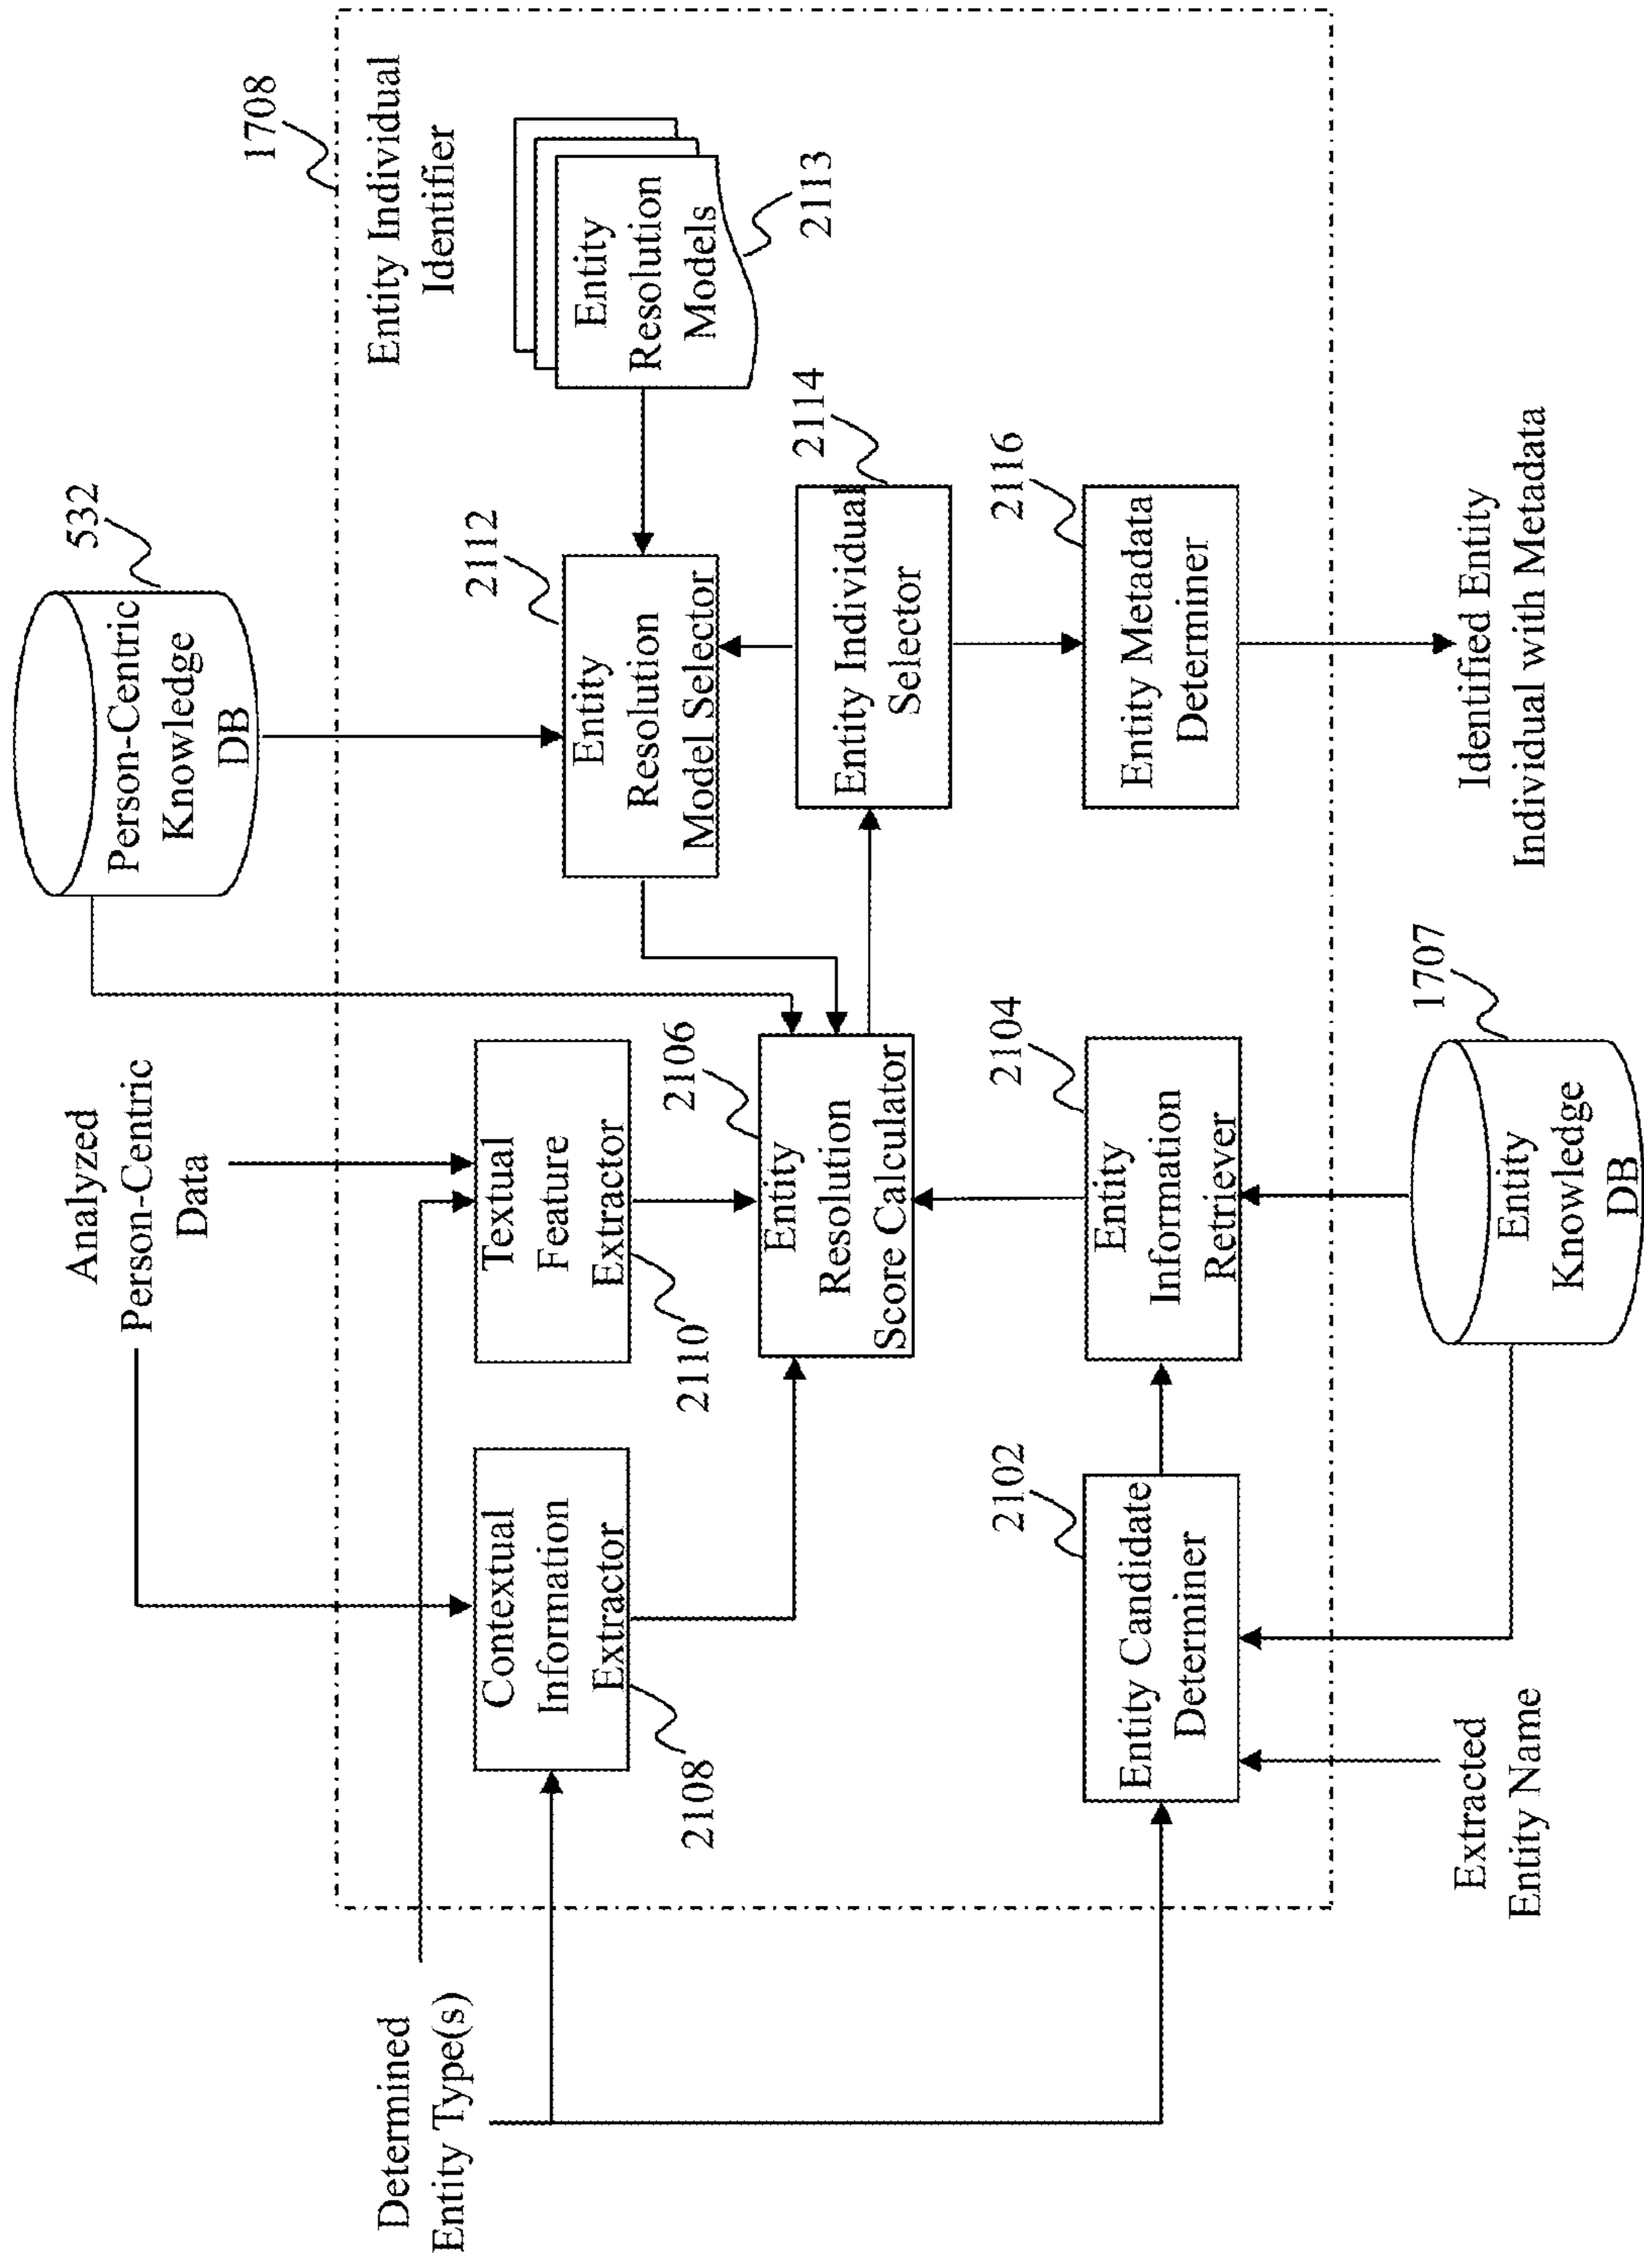 Analyzed
Person-Centric
Data
Person-Centric
Knowledge
DB
532
1708
Determined
Entity Type(s)
Entity Individual
Identifier
Contextual
Information
Extractor
2108
Textual
Feature
Extractor
2110
2112
Entity
Resolution
Model Selector
Entity
Resolution
Models
2113
2106
Entity
Resolution
Score Calculator
2114
Entity Individual
Selector
2102
Entity Candidate
Determiner
2104
Entity
Information
Retriever
2116
Entity Metadata
Determiner
Extracted
Entity Name
1707
Entity
Knowledge
DB
Identified Entity
Individual with Metadata